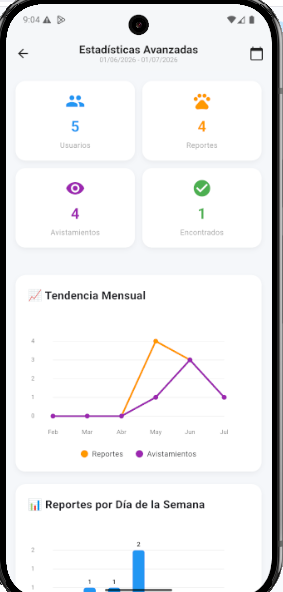 9:04
Estadísticas Avanzadas
01/06/2026 - 01/07/2026
5
Usuarios
4
Reportes
4
Avistamientos
1
Encontrados
Tendencia Mensual
4
3
2
1
0
Feb Mar Abr May Jun Jul
Reportes Avistamientos
Reportes por Día de la Semana
2
2
1
1 1
1